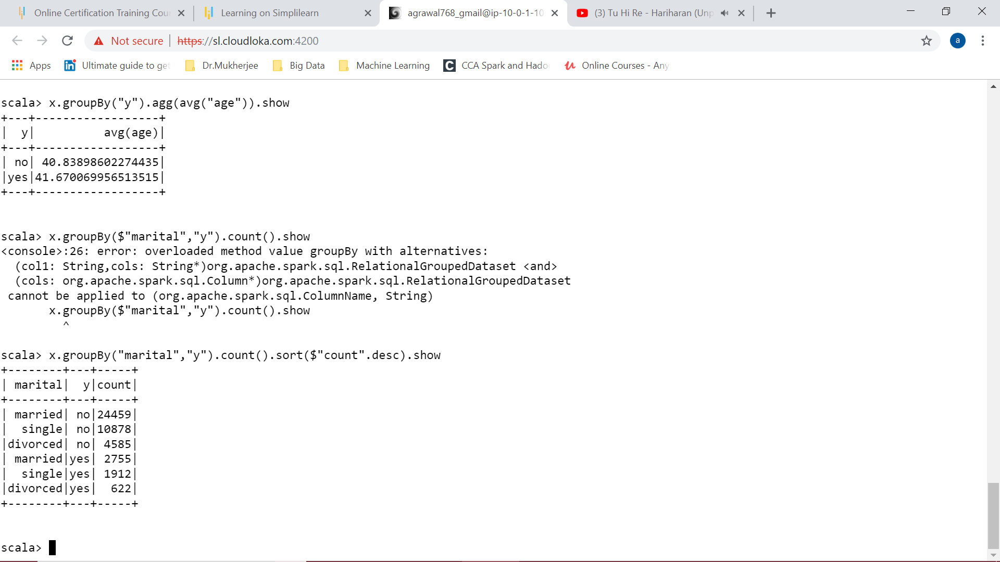 Online Certification Training Cou
Learning on Simplilearn
agrawal768_gmail@ip-10-0-1-10
(3) Tu Hi Re - Hariharan (Unp
Not secure | https://sl.cloudloka.com:4200
a
Apps
Ultimate guide to get
Dr.Mukherjee
Big Data
Machine Learning
CCA Spark and Hado
Online Courses - Any
scala> x.groupBy("y").agg(avg("age")).show
+---+------------------+
|  y|          avg(age)|
+---+------------------+
| no| 40.83898602274435|
|yes|41.670069956513515|
+---+------------------+
scala> x.groupBy($"marital","y").count().show
<console>:26: error: overloaded method value groupBy with alternatives:
  (col1: String,cols: String*)org.apache.spark.sql.RelationalGroupedDataset <and>
  (cols: org.apache.spark.sql.Column*)org.apache.spark.sql.RelationalGroupedDataset
 cannot be applied to (org.apache.spark.sql.ColumnName, String)
       x.groupBy($"marital","y").count().show
         ^
scala> x.groupBy("marital","y").count().sort($"count".desc).show
+--------+---+-----+
| marital|  y|count|
+--------+---+-----+
| married| no|24459|
|  single| no|10878|
|divorced| no| 4585|
| married|yes| 2755|
|  single|yes| 1912|
|divorced|yes|  622|
+--------+---+-----+
scala>